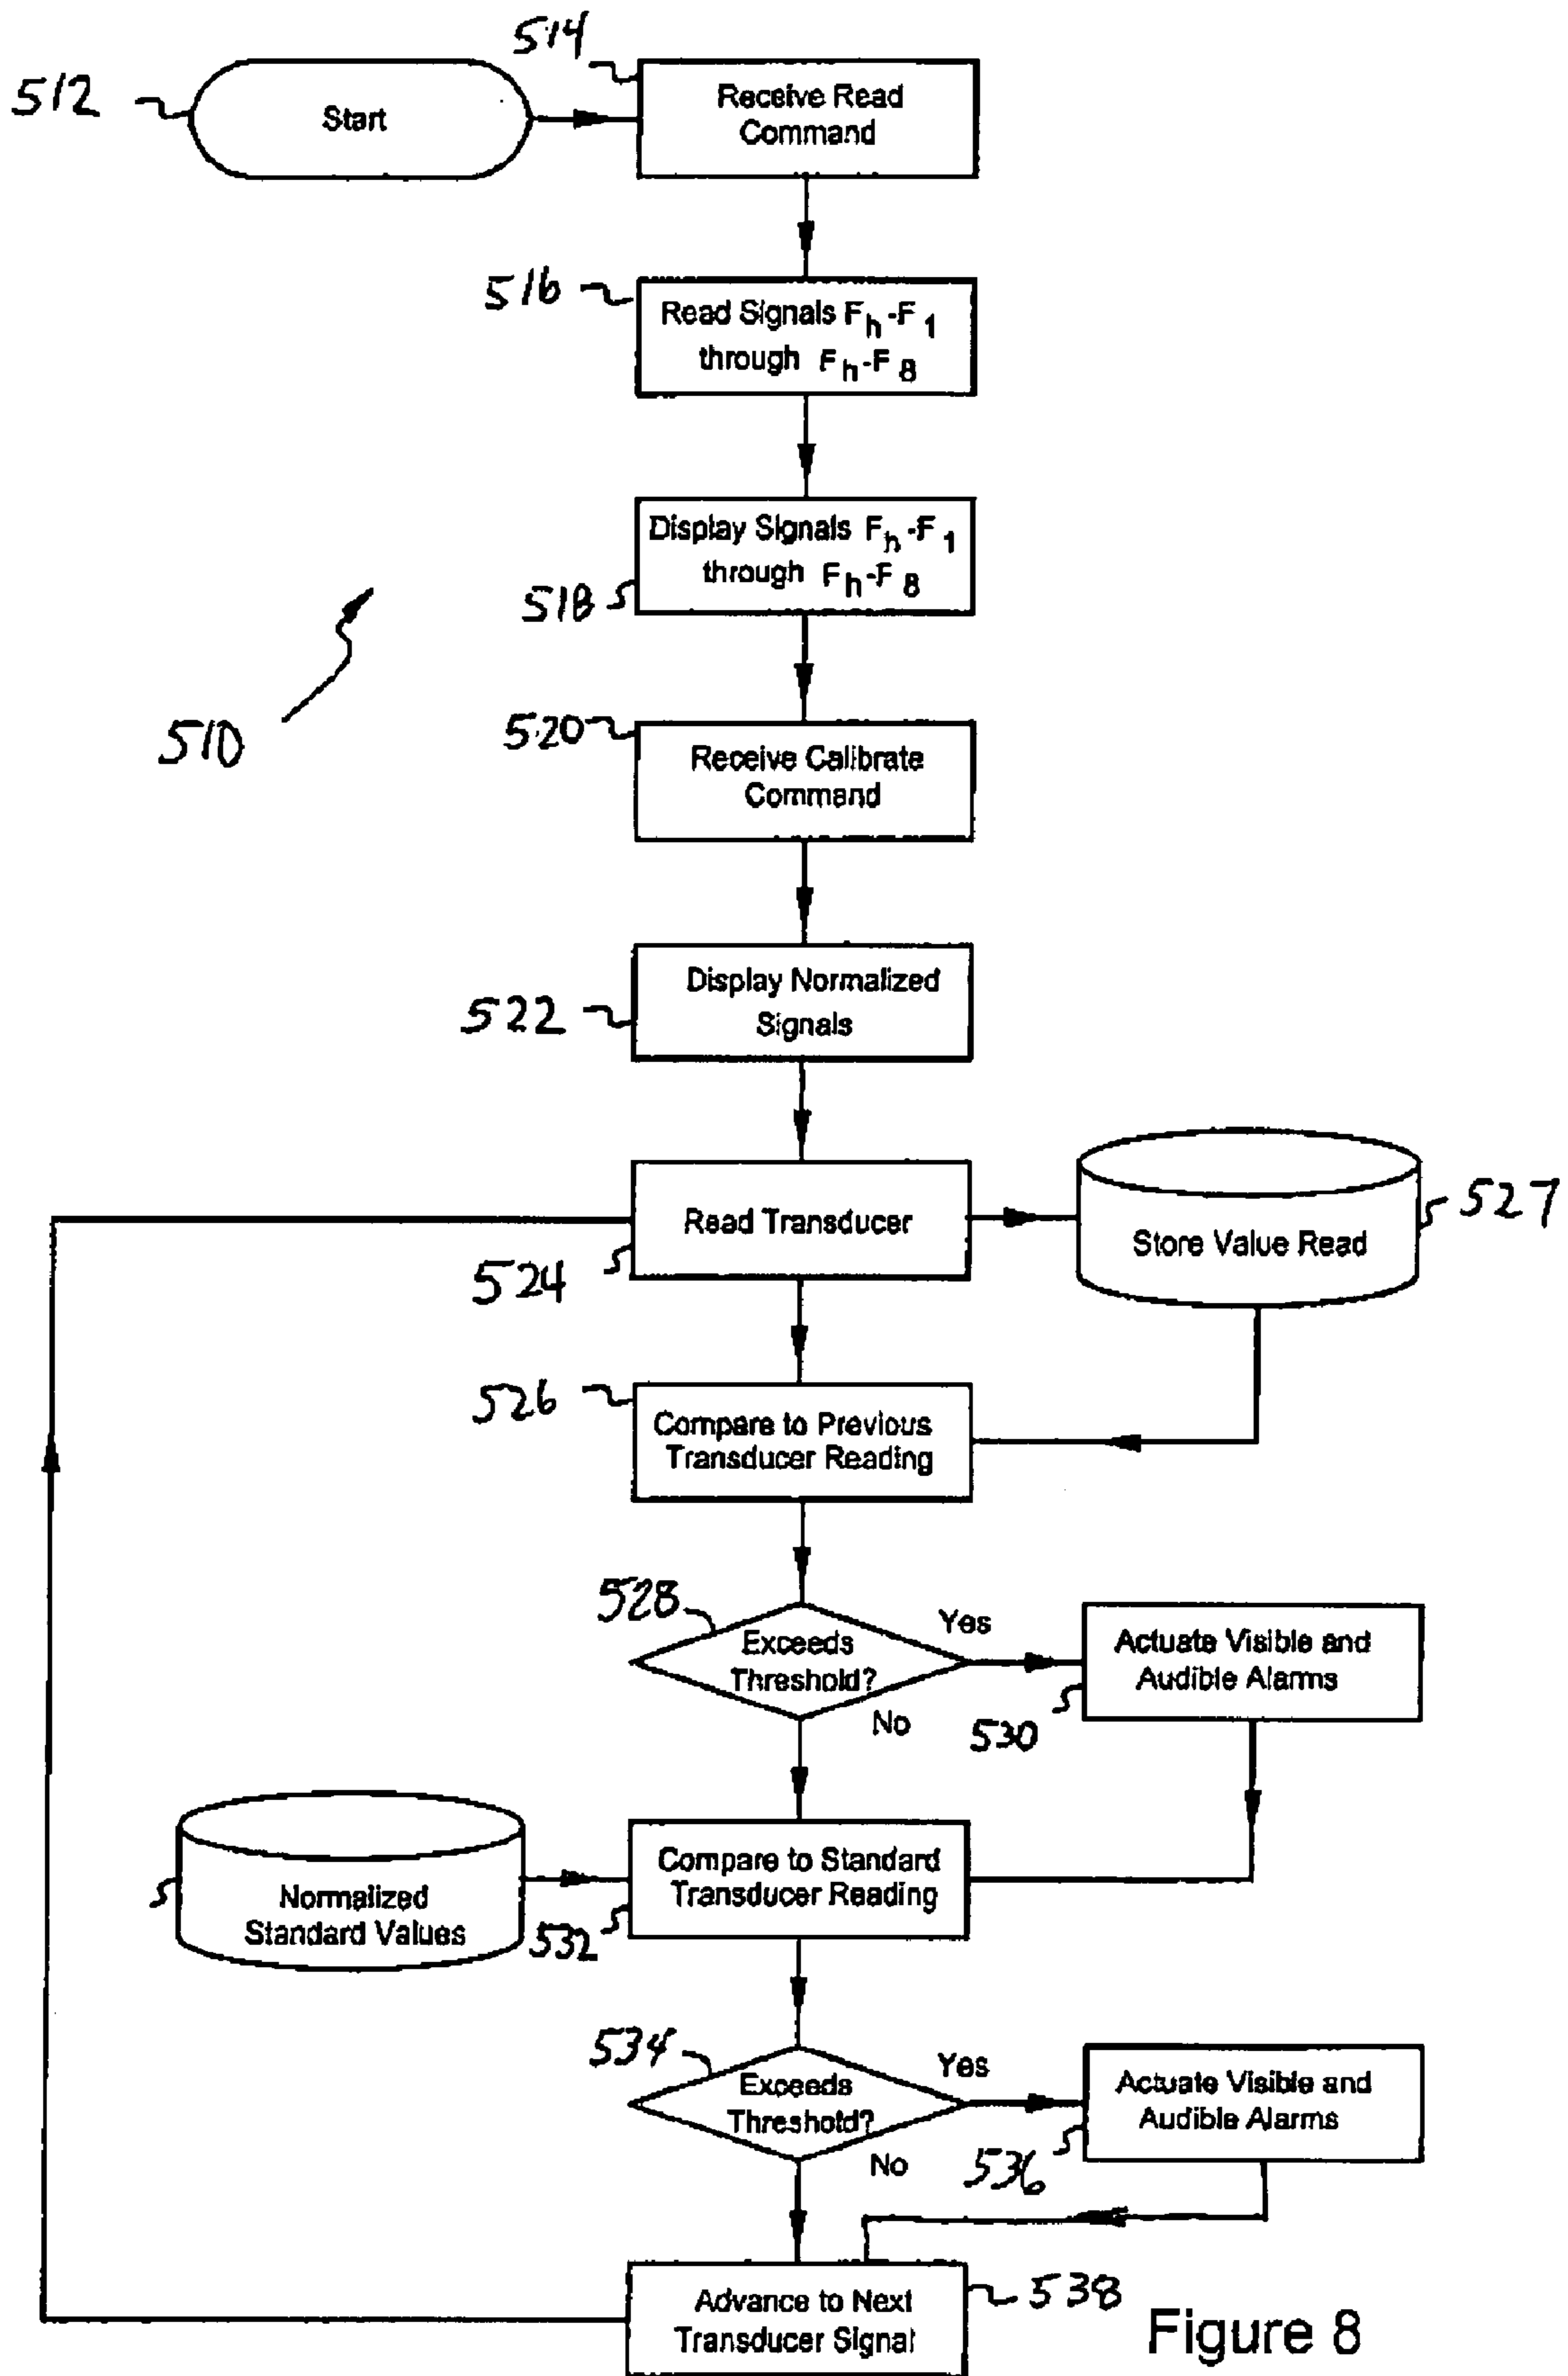 514
512
Start
Receive Read
Command
516
Read Signals Fh-F1
through Fh-F8
Display Signals Fh-F1
through Fh-F8
518
510
520
Receive Calibrate
Command
522
Display Normalized
Signals
Read Transducer
524
Store Value Read
527
526
Compare to Previous
Transducer Reading
528
Exceeds
Threshold?
Yes
No
Actuate Visible and
Audible Alarms
530
Normalized
Standard Values
Compare to Standard
Transducer Reading
532
534
Exceeds
Threshold?
Yes
No
Actuate Visible and
Audible Alarms
536
Advance to Next
Transducer Signal
538
Figure 8